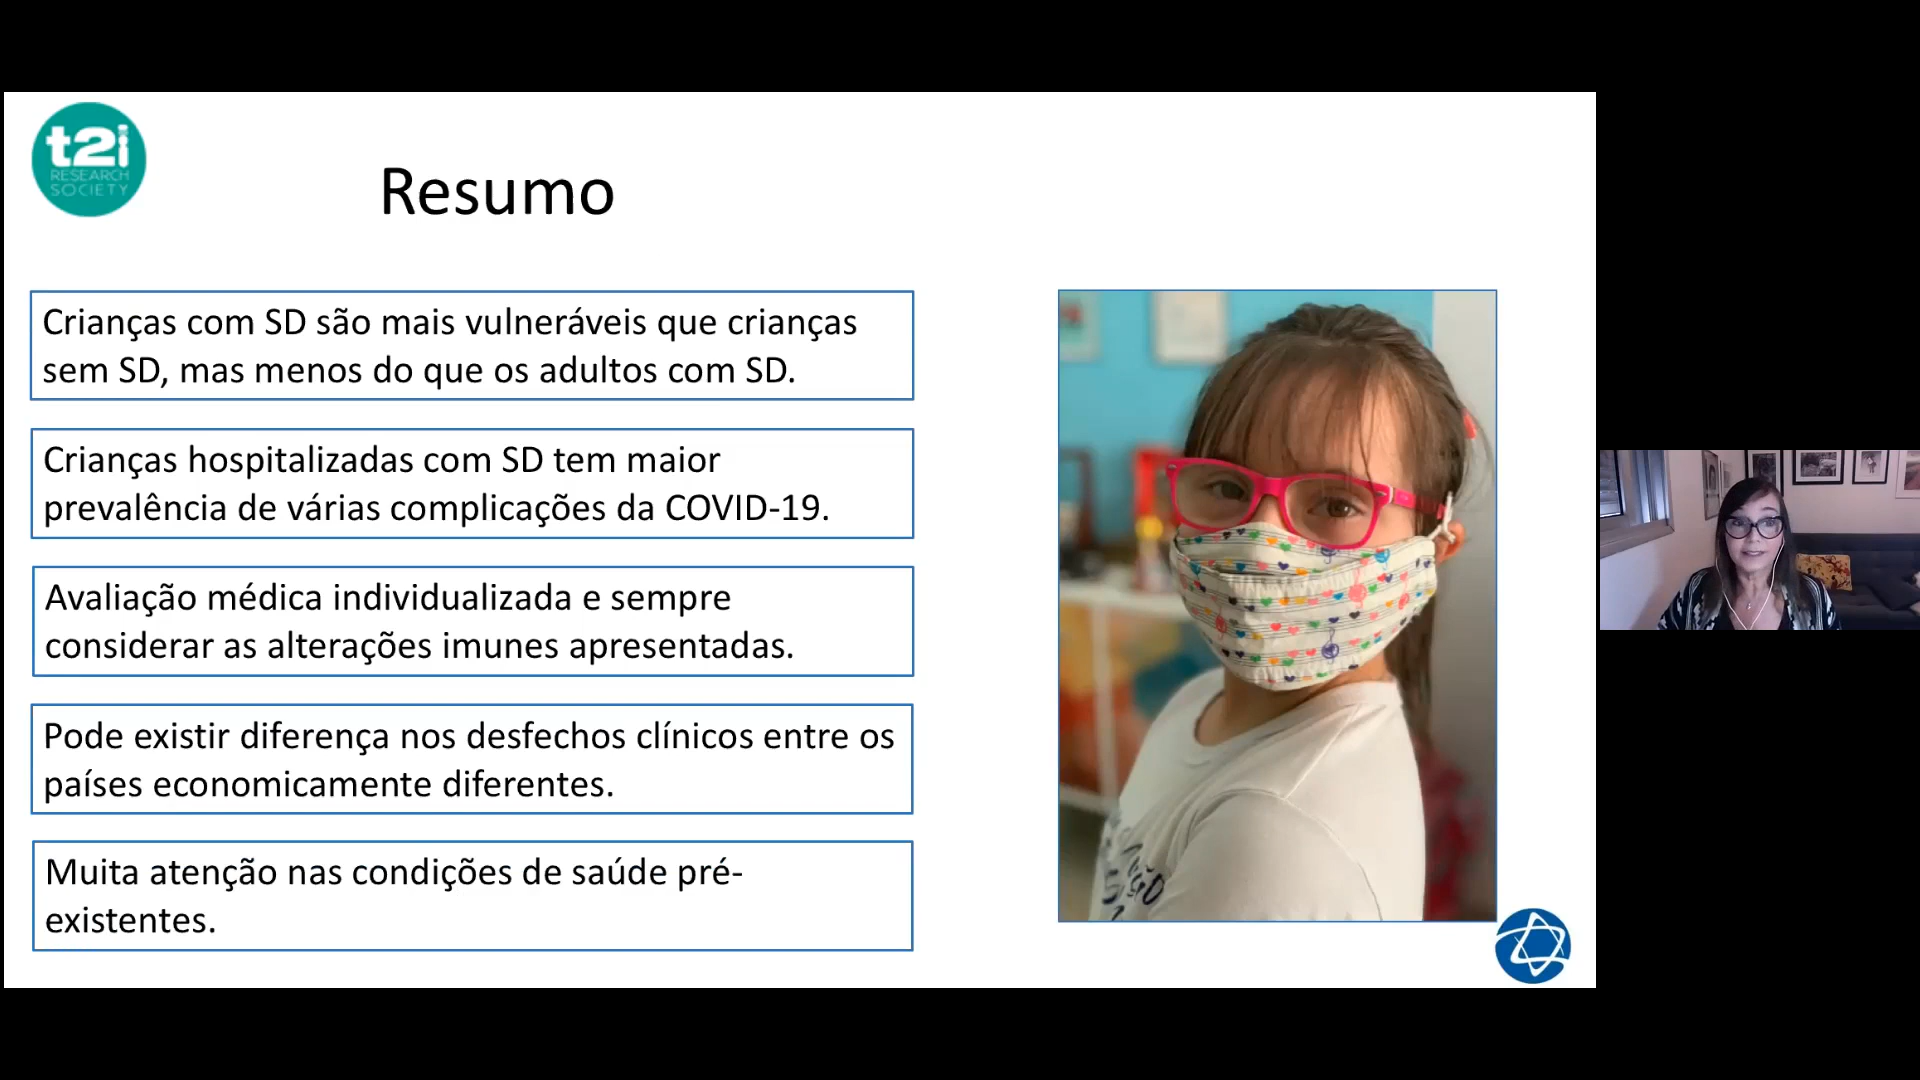 t2i
RESEARCH
SOCIETY
Resumo
Crianças com SD são mais vulneráveis que crianças
sem SD, mas menos do que os adultos com SD.
Crianças hospitalizadas com SD tem maior
prevalência de várias complicações da COVID-19.
Avaliação médica individualizada e sempre
considerar as alterações imunes apresentadas.
Pode existir diferença nos desfechos clínicos entre os
países economicamente diferentes.
Muita atenção nas condições de saúde pré-
existentes.